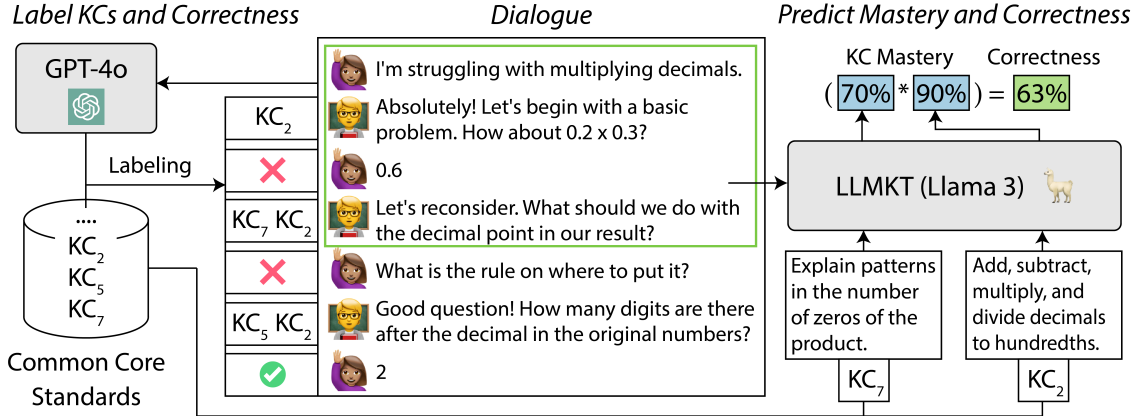 Label KCs and Correctness
GPT-4o
Labeling
....
KC2
KC5
KC7
Common Core
Standards
KC2
KC7 KC2
KC5 KC2
Dialogue
I'm struggling with multiplying decimals.
Absolutely! Let's begin with a basic
problem. How about 0.2 x 0.3?
0.6
Let's reconsider. What should we do with
the decimal point in our result?
What is the rule on where to put it?
Good question! How many digits are there
after the decimal in the original numbers?
2
Predict Mastery and Correctness
KC Mastery Correctness
( 70% * 90% ) = 63%
LLMKT (Llama 3)
Explain patterns
in the number
of zeros of the
product.
KC7
Add, subtract,
multiply, and
divide decimals
to hundredths.
KC2